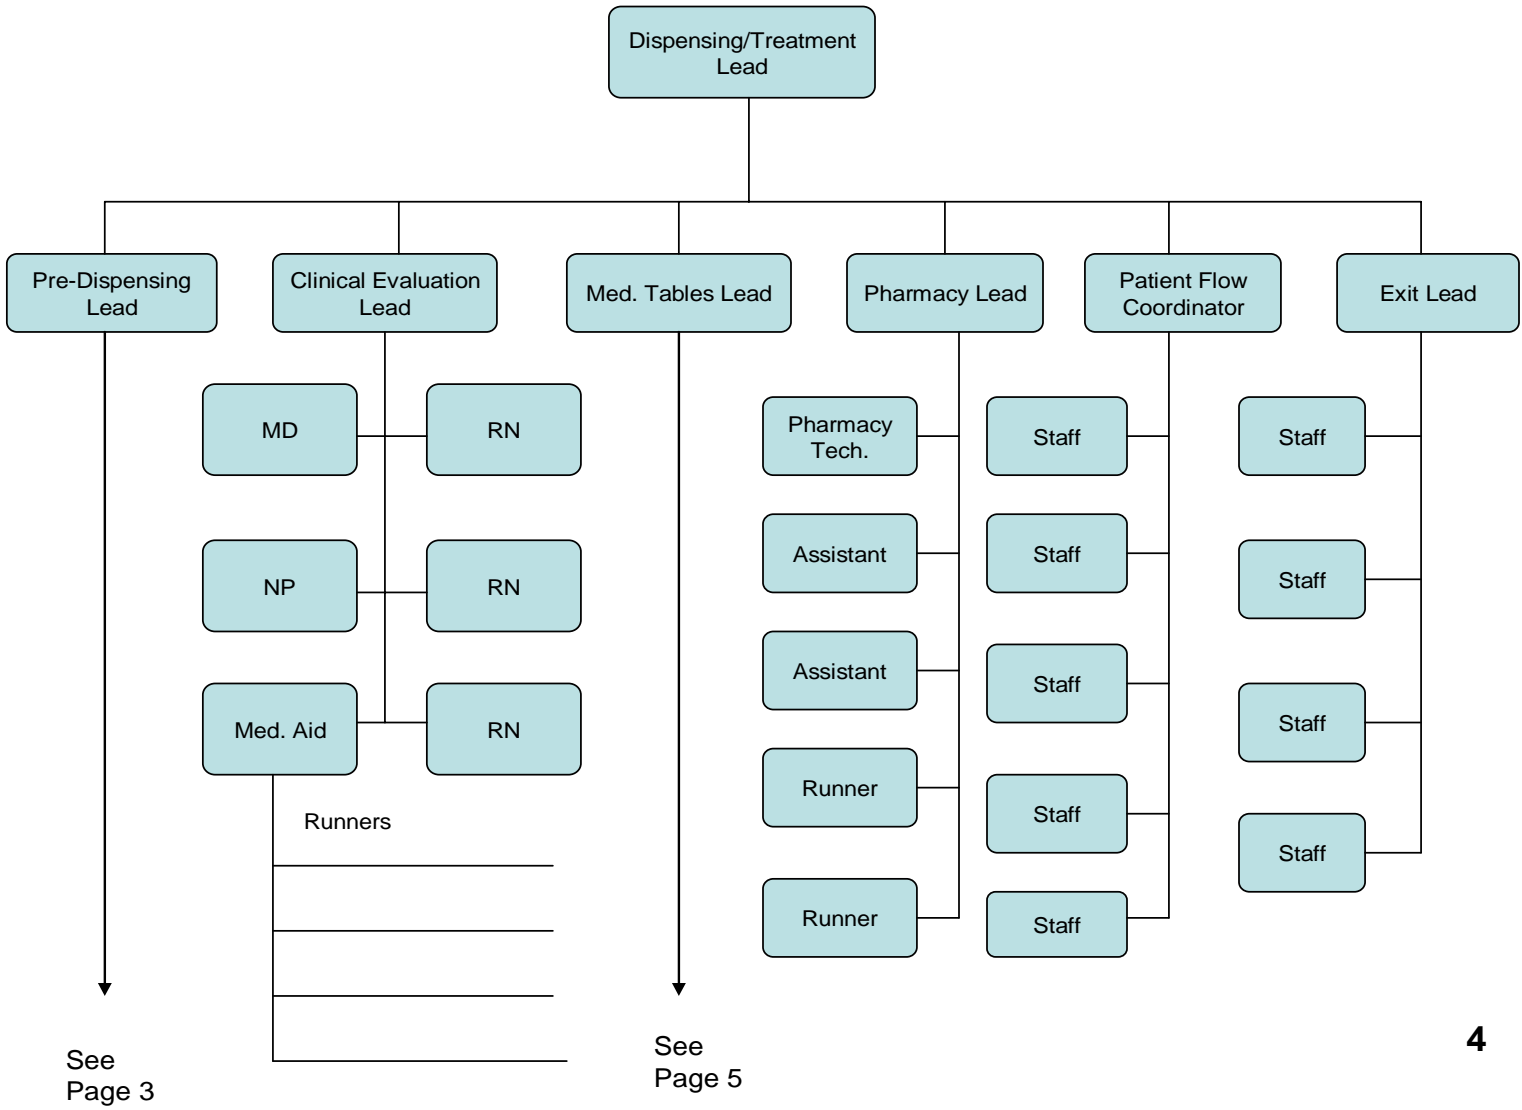 Dispensing/Treatment
Lead
Pre-Dispensing
Lead
Clinical Evaluation
Lead
Med. Tables Lead
Pharmacy Lead
Patient Flow
Coordinator
Exit Lead
MD
RN
NP
RN
Med. Aid
RN
Runners
Pharmacy
Tech.
Assistant
Assistant
Runner
Runner
Staff
Staff
Staff
Staff
Staff
Staff
Staff
Staff
Staff
See
Page 3
See
Page 5
4